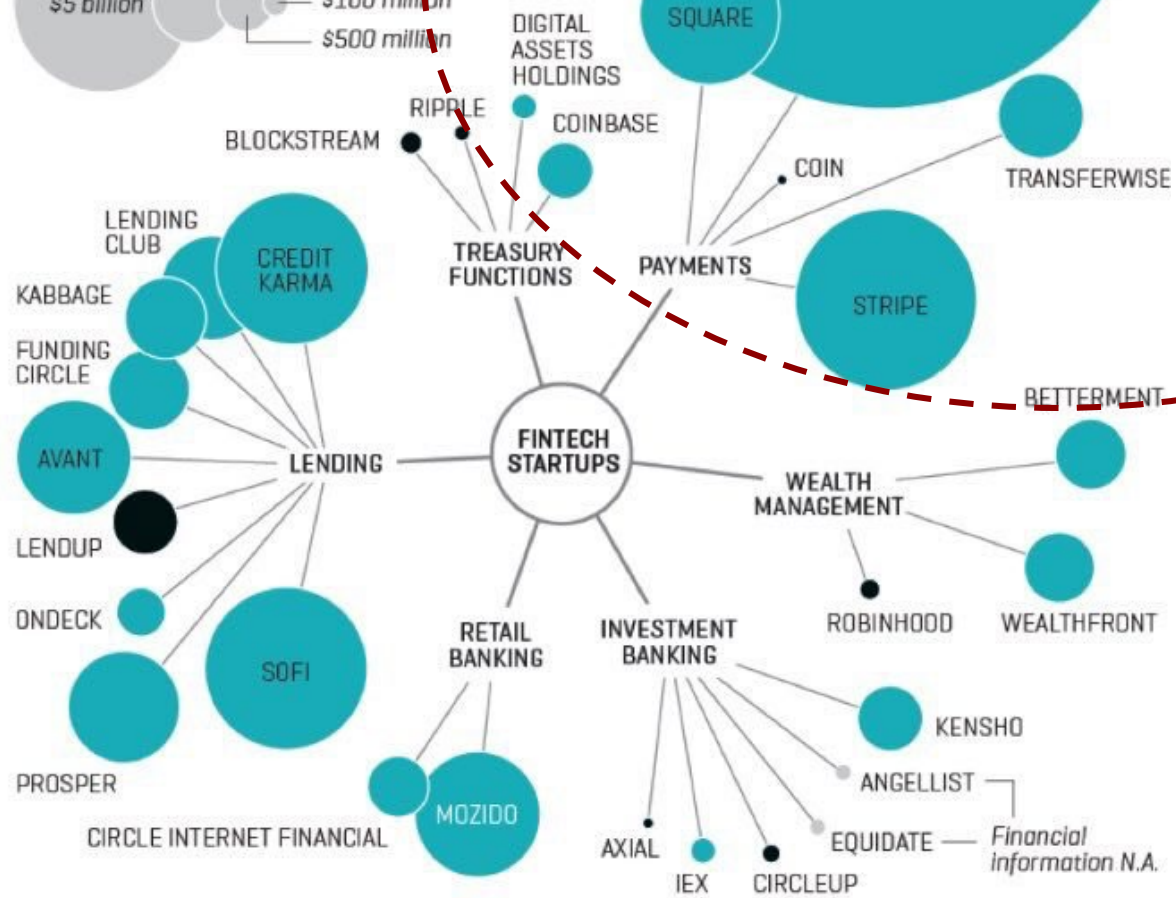 $5 billion
$100 million
$500 million
DIGITAL
ASSETS
HOLDINGS
SQUARE
RIPPLE
BLOCKSTREAM
COINBASE
COIN
TRANSFERWISE
LENDING
CLUB
CREDIT
KARMA
TREASURY
FUNCTIONS
PAYMENTS
KABBAGE
STRIPE
FUNDING
CIRCLE
BETTERMENT
AVANT
LENDING
FINTECH
STARTUPS
WEALTH
MANAGEMENT
LENDUP
ONDECK
ROBINHOOD
WEALTHFRONT
RETAIL
BANKING
INVESTMENT
BANKING
SOFI
KENSHO
PROSPER
ANGELLIST
MOZIDO
CIRCLE INTERNET FINANCIAL
AXIAL
EQUIDATE
Financial
information N.A.
IEX
CIRCLEUP